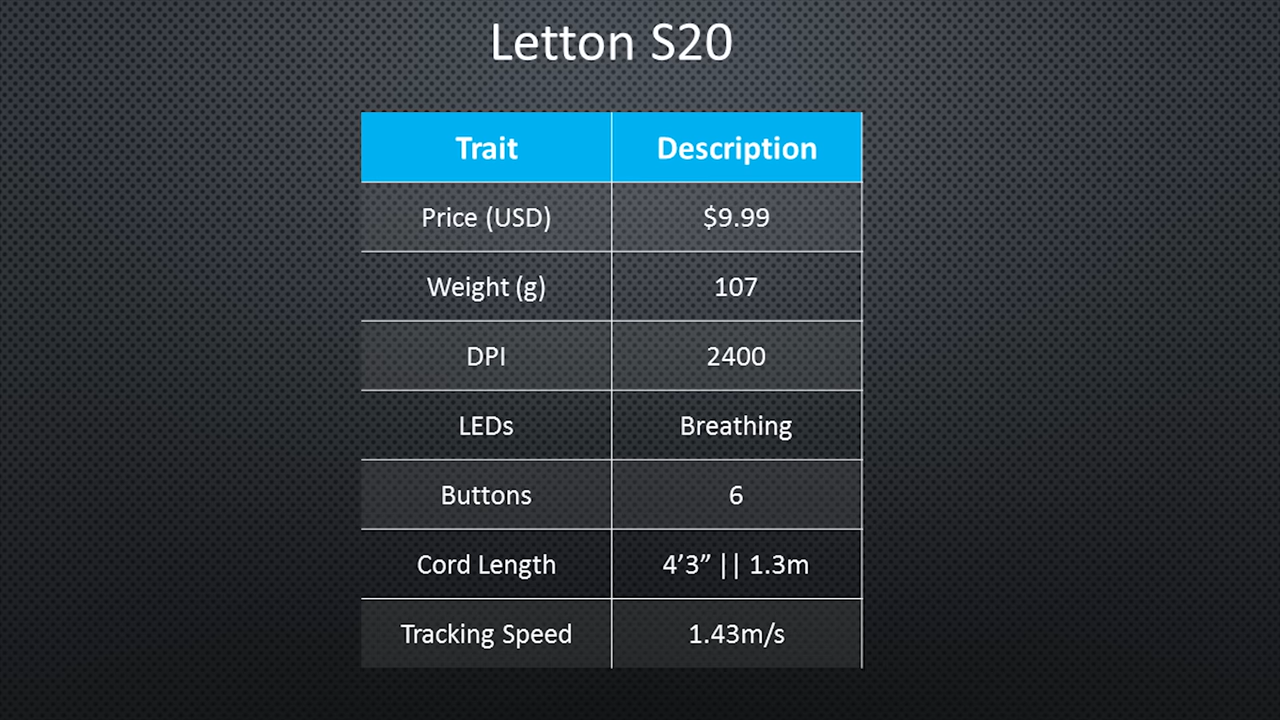 Letton S20
Trait Description
Price (USD) $9.99
Weight (g) 107
DPI 2400
LEDs Breathing
Buttons 6
Cord Length 4’3” || 1.3m
Tracking Speed 1.43m/s